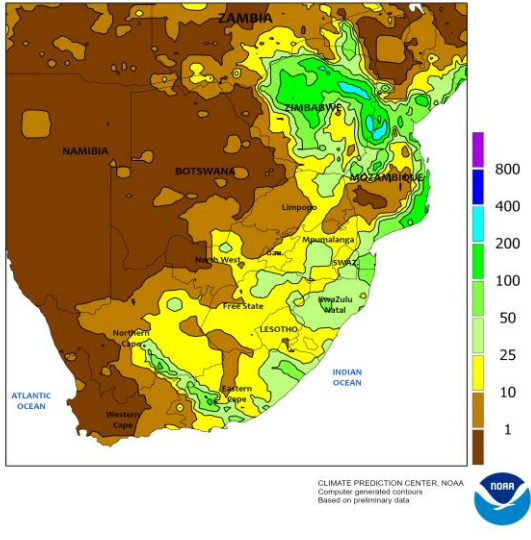 ZAMBIA
ZIMBABWE
NAMIBIA
BOTSWANA
MOZAMBIQUE
Limpopo
Mpumalanga
Gau.
North West
SWAZ.
Free State
KwaZulu
Natal
LESOTHO
Northern
Cape
INDIAN
OCEAN
ATLANTIC
OCEAN
Eastern
Cape
Western
Cape
800
400
200
100
50
25
10
1
CLIMATE PREDICTION CENTER, NOAA
Computer generated contours
Based on preliminary data
NOAA